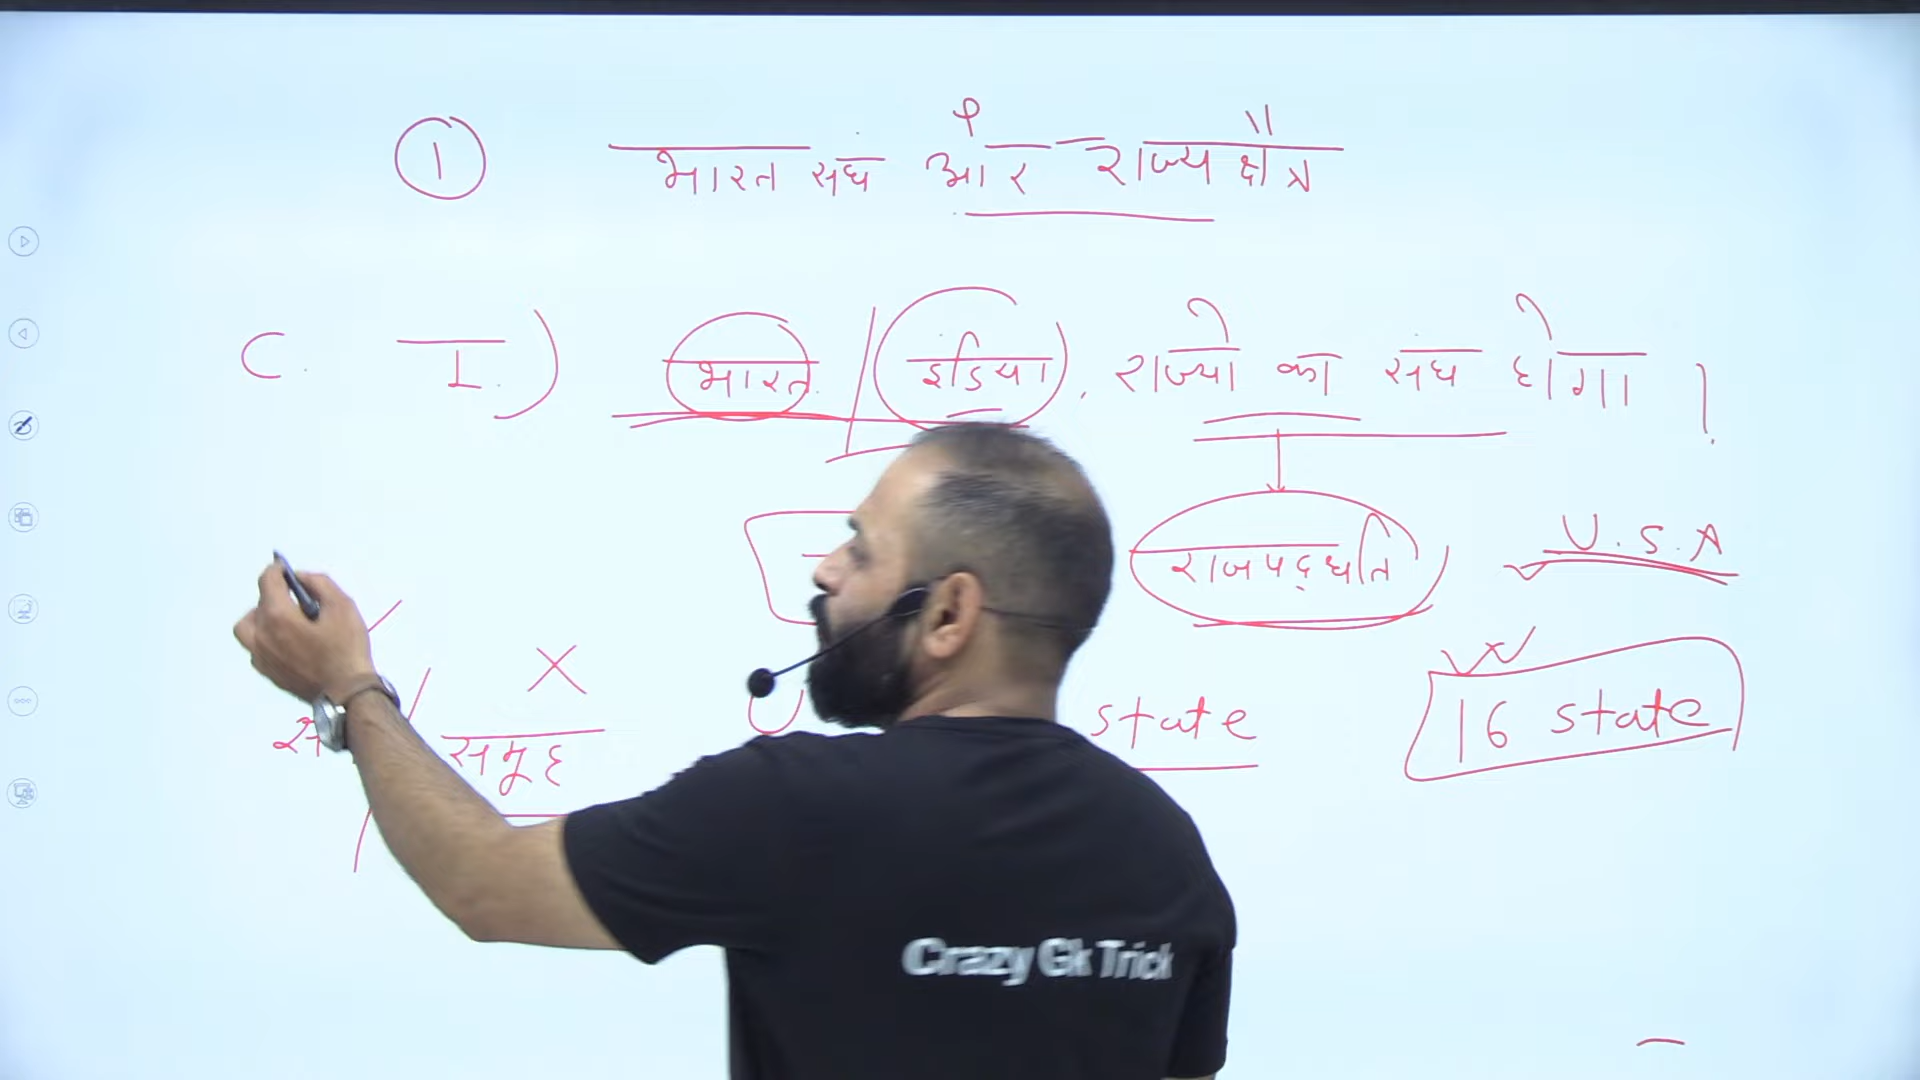 1 भारत संघ और राज्यक्षेत्र
C. I.) भारत / इंडिया, राज्यो का संघ होगा।
राजपद्धति U.S.A
समूह state 16 state
Crazy Gk Trick